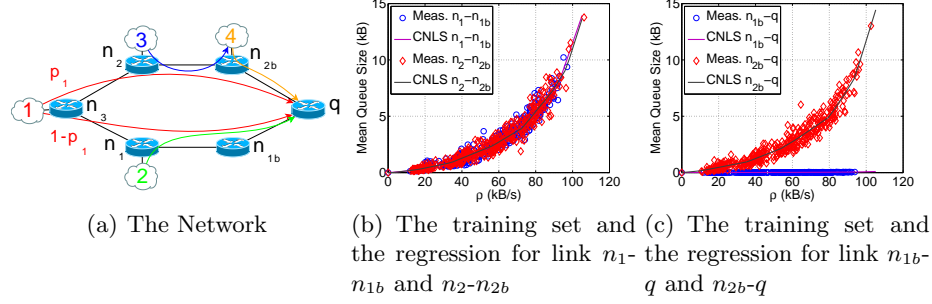 3
4
n2
n2b
p1
1
n
3
q
1-p1
n1
n1b
2
15
10
5
0
Mean Queue Size (kB)
Meas. n1−n1b
CNLS n1−n1b
Meas. n2−n2b
CNLS n2−n2b
0 20 40 60 80 100 120
ρ (kB/s)
15
10
5
0
Mean Queue Size (kB)
Meas. n1b−q
CNLS n1b−q
Meas. n2b−q
CNLS n2b−q
0 20 40 60 80 100 120
ρ (kB/s)
(a) The Network
(b) The training set and
the regression for link n1-
n1b and n2-n2b
(c) The training set and
the regression for link n1b-
q and n2b-q